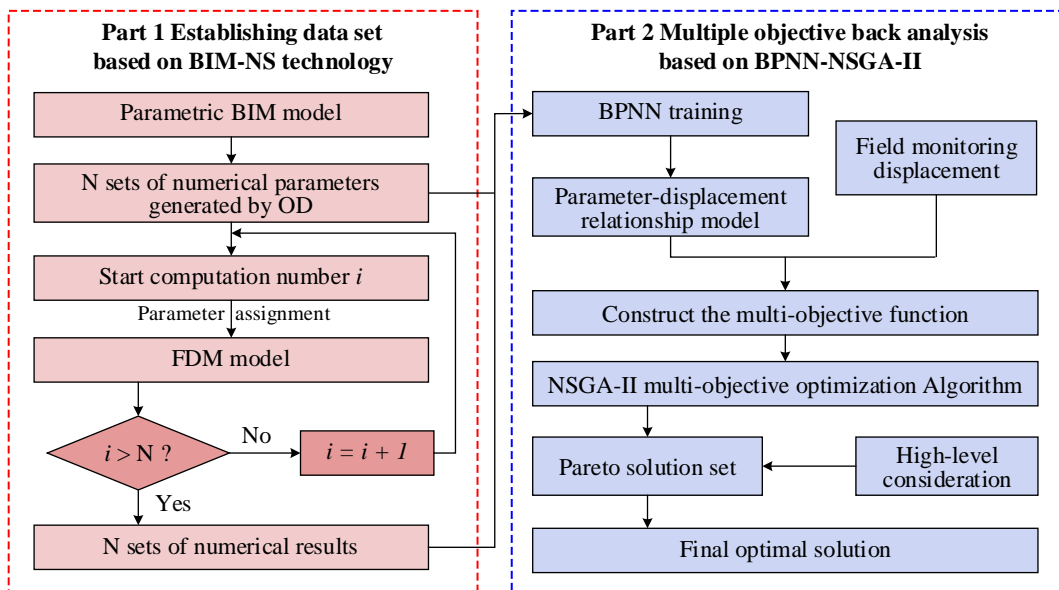 Part 1 Establishing data set
based on BIM-NS technology
Parametric BIM model
N sets of numerical parameters
generated by OD
Start computation number i
Parameter assignment
FDM model
i > N ?
No
i = i + 1
Yes
N sets of numerical results
Part 2 Multiple objective back analysis
based on BPNN-NSGA-II
BPNN training
Field monitoring
displacement
Parameter-displacement
relationship model
Construct the multi-objective function
NSGA-II multi-objective optimization Algorithm
Pareto solution set
High-level
consideration
Final optimal solution